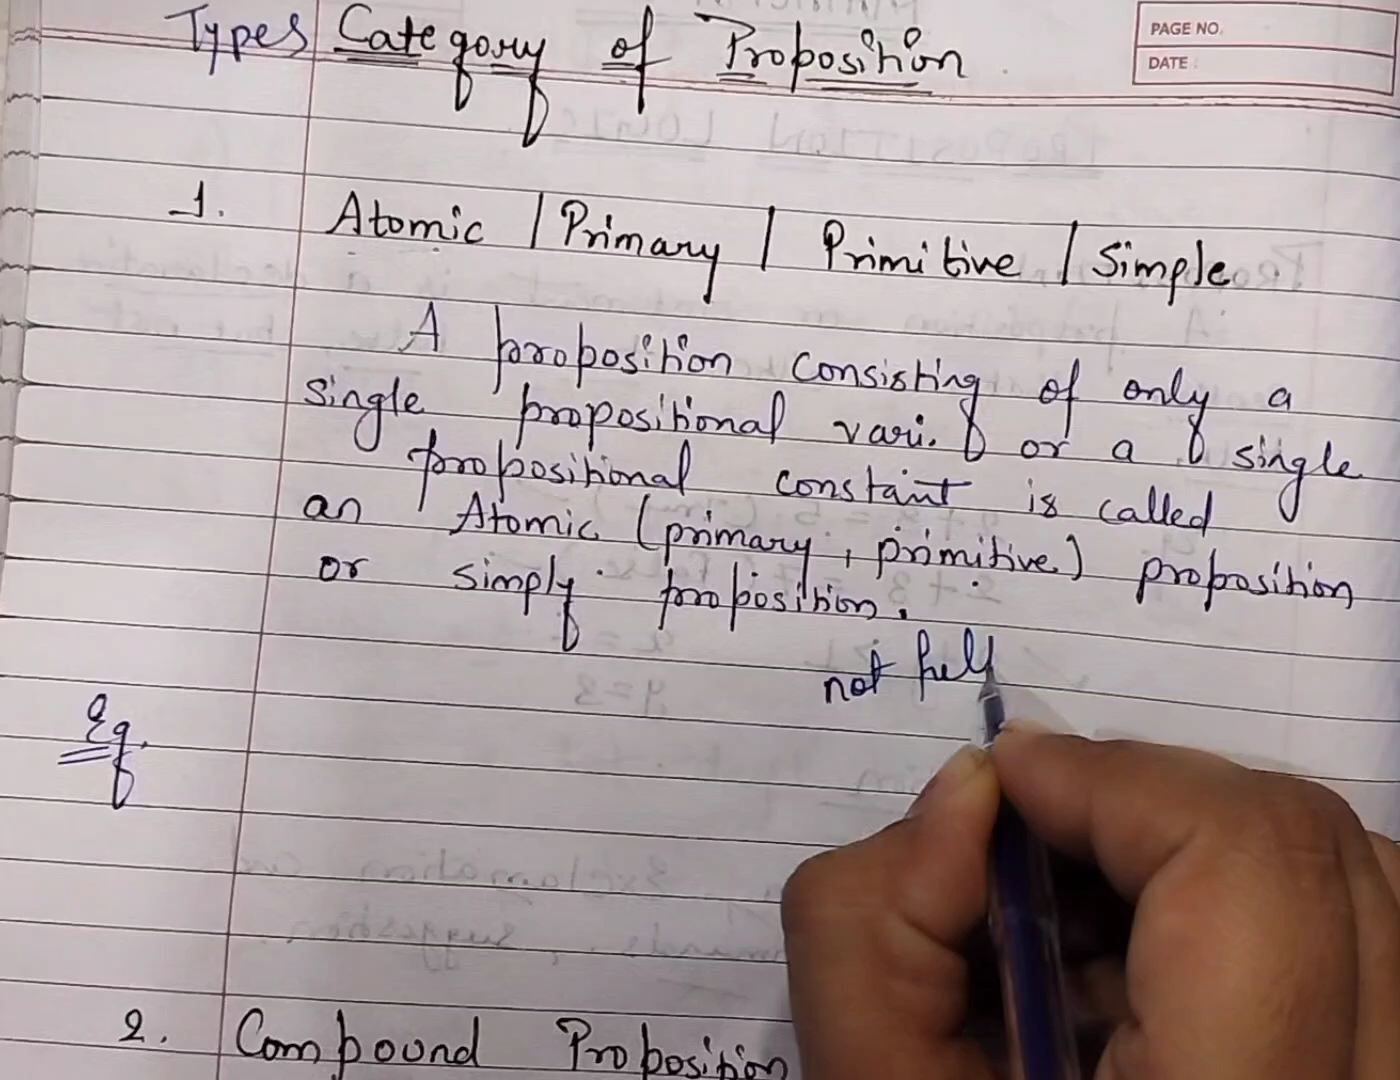 Types Category of Proposition
PAGE NO.
DATE :
1. Atomic / Primary / Primitive / Simple
A proposition consisting of only a
single propositional vari. or a single
propositional constant is called
an Atomic (primary, primitive) proposition
or simply proposition.
not
Eg.
2. Compound Proposition